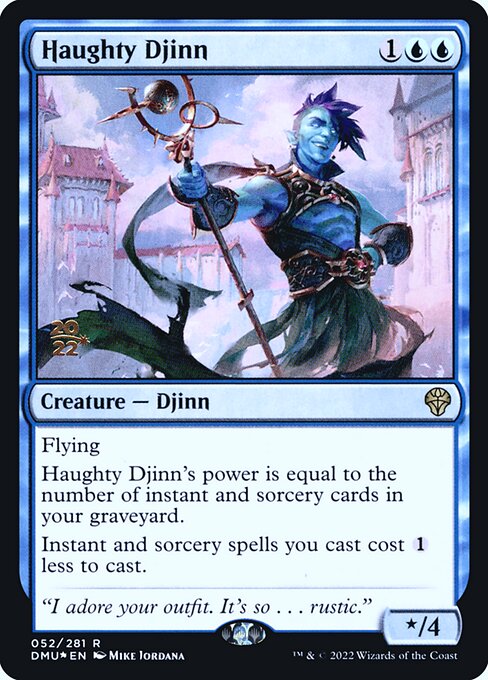 Haughty Djinn 1
20
22
Creature — Djinn
Flying
Haughty Djinn's power is equal to the
number of instant and sorcery cards in
your graveyard.
Instant and sorcery spells you cast cost 1
less to cast.
"I adore your outfit. It's so . . . rustic."
*/4
052/281 R
DMU★EN Mike Jordana
™ & © 2022 Wizards of the Coast